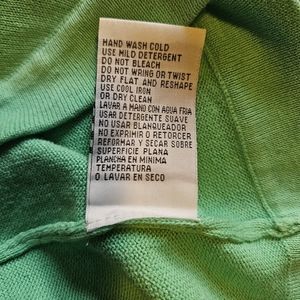 HAND WASH COLD
USE MILD DETERGENT
DO NOT BLEACH
DO NOT WRING OR TWIST
DRY FLAT AND RESHAPE
USE COOL IRON
OR DRY CLEAN
LAVAR A MANO CON AGUA FRIA
USAR DETERGENTE SUAVE
NO USAR BLANQUEADOR
NO EXPRIMIR O RETORCER
REFORMAR Y SECAR SOBRE
SUPERFICIE PLANA
PLANCHA EN MINIMA
TEMPERATURA
O LAVAR EN SECO